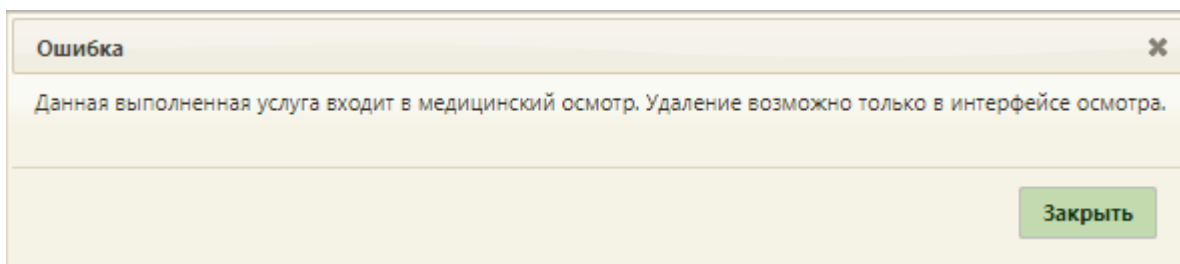 Ошибка
Данная выполненная услуга входит в медицинский осмотр. Удаление возможно только в интерфейсе осмотра.
Закрыть